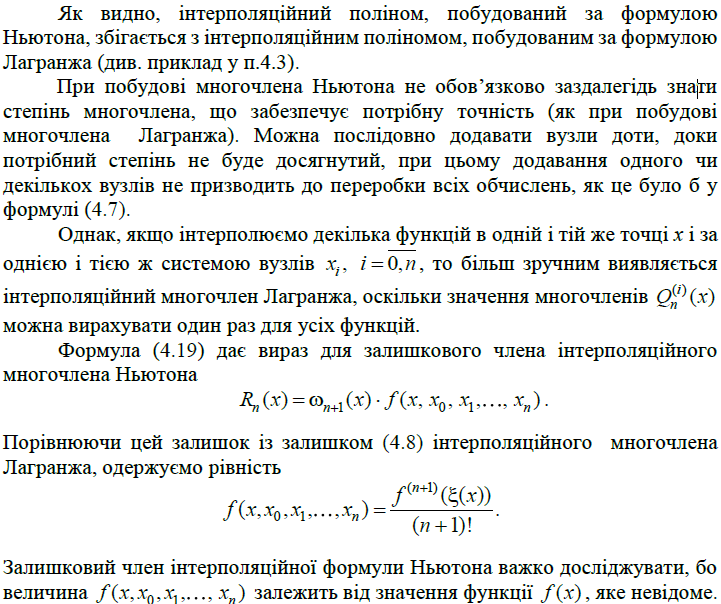 Як видно, інтерполяційний поліном, побудований за формулою
Ньютона, збігається з інтерполяційним поліномом, побудованим за формулою
Лагранжа (див. приклад у п.4.3).
При побудові многочлена Ньютона не обов’язково заздалегідь знати
степінь многочлена, що забезпечує потрібну точність (як при побудові
многочлена Лагранжа). Можна послідовно додавати вузли доти, доки
потрібний степінь не буде досягнутий, при цьому додавання одного чи
декількох вузлів не призводить до переробки всіх обчислень, як це було б у
формулі (4.7).
Однак, якщо інтерполюємо декілька функцій в одній і тій же точці x і за
однією і тією ж системою вузлів $x_i,\ i=\overline{0,n}$, то більш зручним виявляється
інтерполяційний многочлен Лагранжа, оскільки значення многочленів $Q_n^{(i)}(x)$
можна вирахувати один раз для усіх функцій.
Формула (4.19) дає вираз для залишкового члена інтерполяційного
многочлена Ньютона
$R_n(x)=\omega_{n+1}(x)\cdot f(x, x_0, x_1,\ldots, x_n)$.
Порівнюючи цей залишок із залишком (4.8) інтерполяційного многочлена
Лагранжа, одержуємо рівність
$f(x,x_0,x_1,\ldots,x_n)=\frac{f^{(n+1)}(\xi(x))}{(n+1)!}$.
Залишковий член інтерполяційної формули Ньютона важко досліджувати, бо
величина $f(x,x_0,x_1,\ldots, x_n)$ залежить від значення функції $f(x)$, яке невідоме.